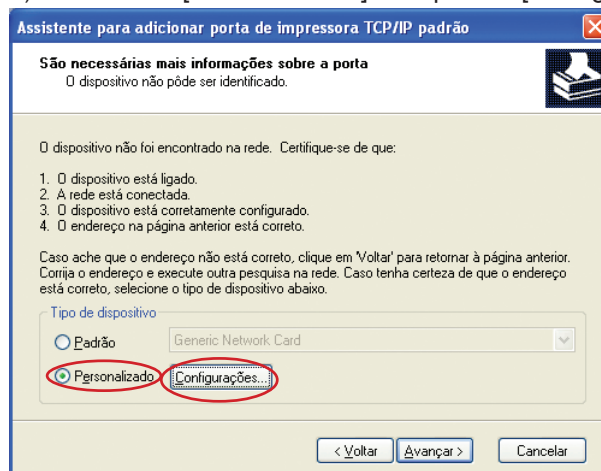 Assistente para adicionar porta de impressora TCP/IP padrão
São necessárias mais informações sobre a porta
O dispositivo não pôde ser identificado.
O dispositivo não foi encontrado na rede. Certifique-se de que:
1. O dispositivo está ligado.
2. A rede está conectada.
3. O dispositivo está corretamente configurado.
4. O endereço na página anterior está correto.
Caso ache que o endereço não está correto, clique em 'Voltar' para retornar à página anterior.
Corrija o endereço e execute outra pesquisa na rede. Caso tenha certeza de que o endereço
está correto, selecione o tipo de dispositivo abaixo.
Tipo de dispositivo
Padrão Generic Network Card
Personalizado Configurações...
< Voltar Avançar > Cancelar